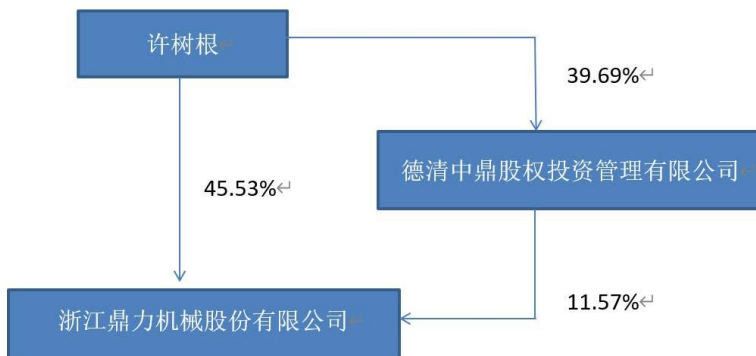 许树根
39.69%
德清中鼎股权投资管理有限公司
45.53%
11.57%
浙江鼎力机械股份有限公司